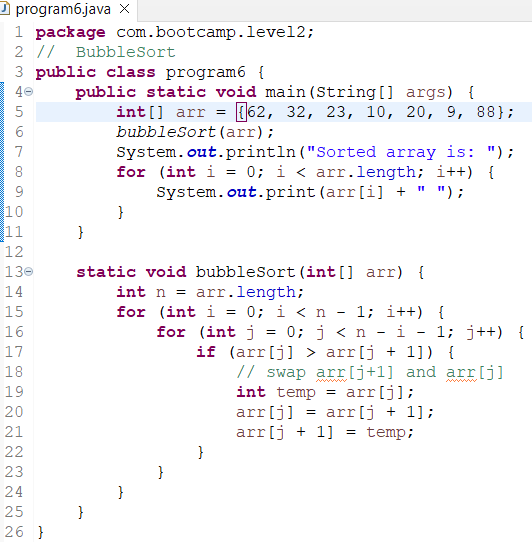 program6.java
1 package com.bootcamp.level2;
2 //  BubbleSort
3 public class program6 {
4     public static void main(String[] args) {
5         int[] arr = {62, 32, 23, 10, 20, 9, 88};
6         bubbleSort(arr);
7         System.out.println("Sorted array is: ");
8         for (int i = 0; i < arr.length; i++) {
9             System.out.print(arr[i] + " ");
10         }
11     }
12
13     static void bubbleSort(int[] arr) {
14         int n = arr.length;
15         for (int i = 0; i < n - 1; i++) {
16             for (int j = 0; j < n - i - 1; j++) {
17                 if (arr[j] > arr[j + 1]) {
18                     // swap arr[j+1] and arr[j]
19                     int temp = arr[j];
20                     arr[j] = arr[j + 1];
21                     arr[j + 1] = temp;
22                 }
23             }
24         }
25     }
26 }